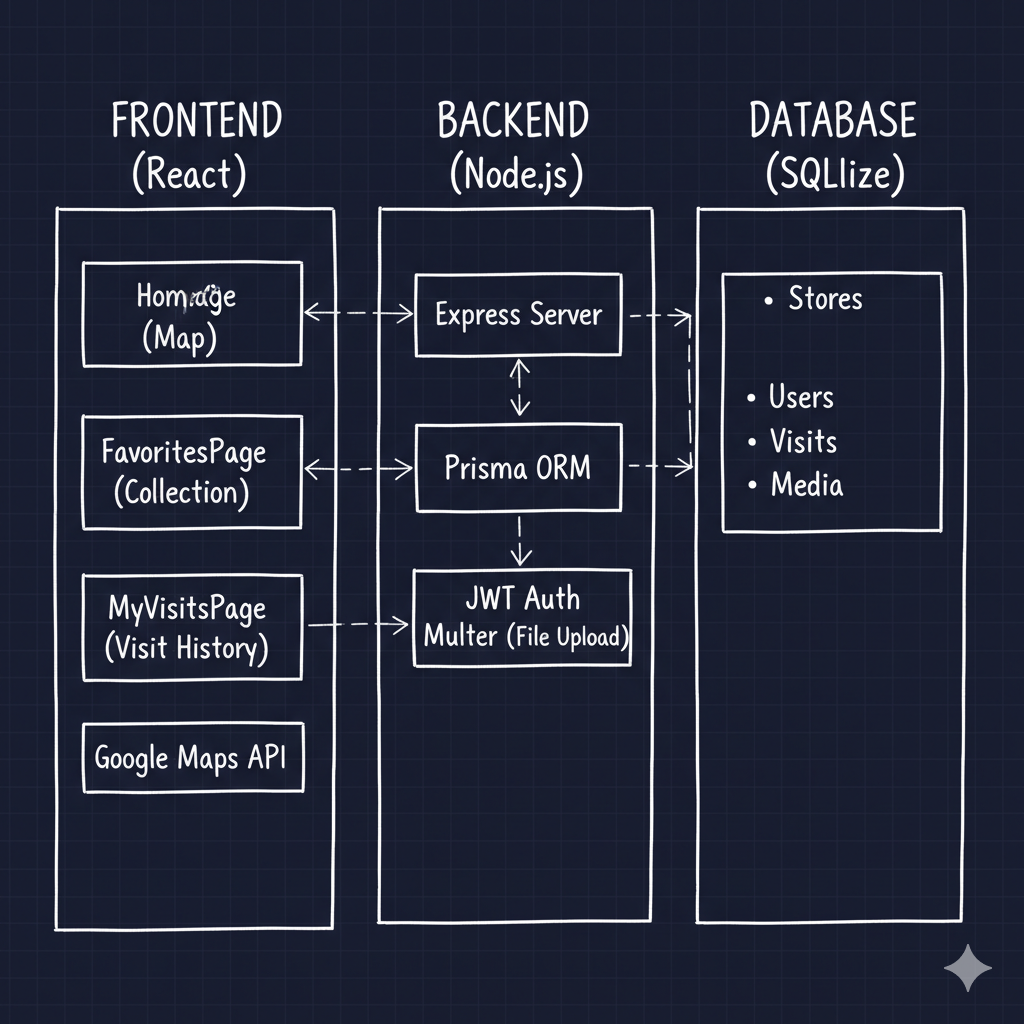 FRONTEND
(React)
Homage
(Map)
FavoritesPage
(Collection)
MyVisitsPage
(Visit History)
Google Maps API
BACKEND
(Node.js)
Express Server
Prisma ORM
JWT Auth
Multer (File Upload)
DATABASE
(SQLlize)
• Stores
• Users
• Visits
• Media